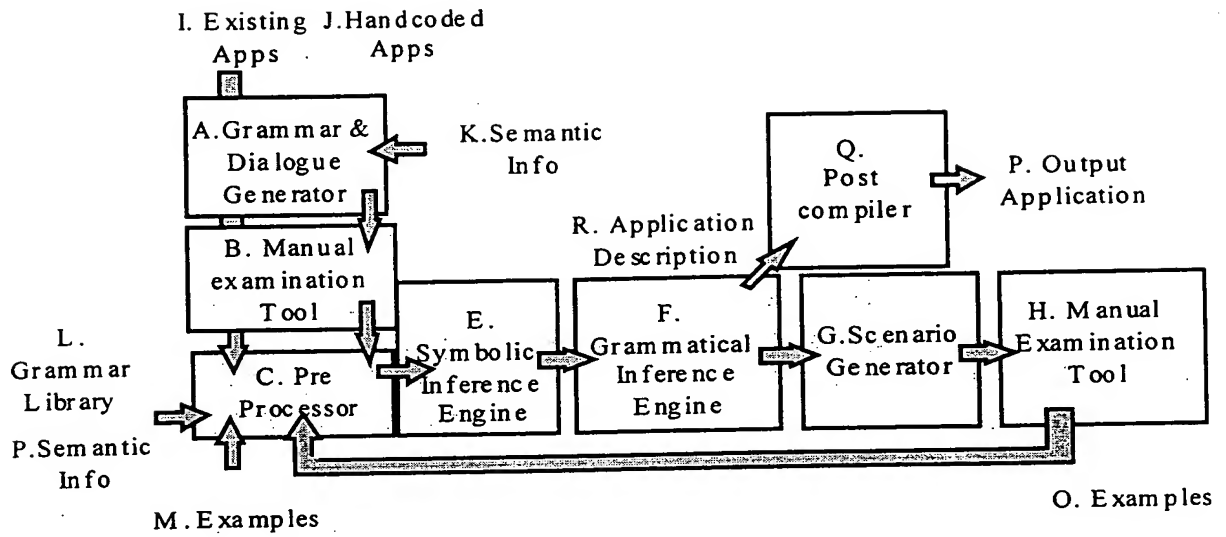 I. Existing J.Handcoded
Apps Apps
A.Grammar &
Dialogue
Generator
K.Semantic
Info
Q.
Post
compiler
P. Output
Application
R. Application
Description
B. Manual
examination
Tool
L.
Grammar
Library
C. Pre
Processor
E.
Symbolic
Inference
Engine
F.
Grammatical
Inference
Engine
G.Scenario
Generator
H. Manual
Examination
Tool
P.Semantic
Info
M.Examples
O. Examples